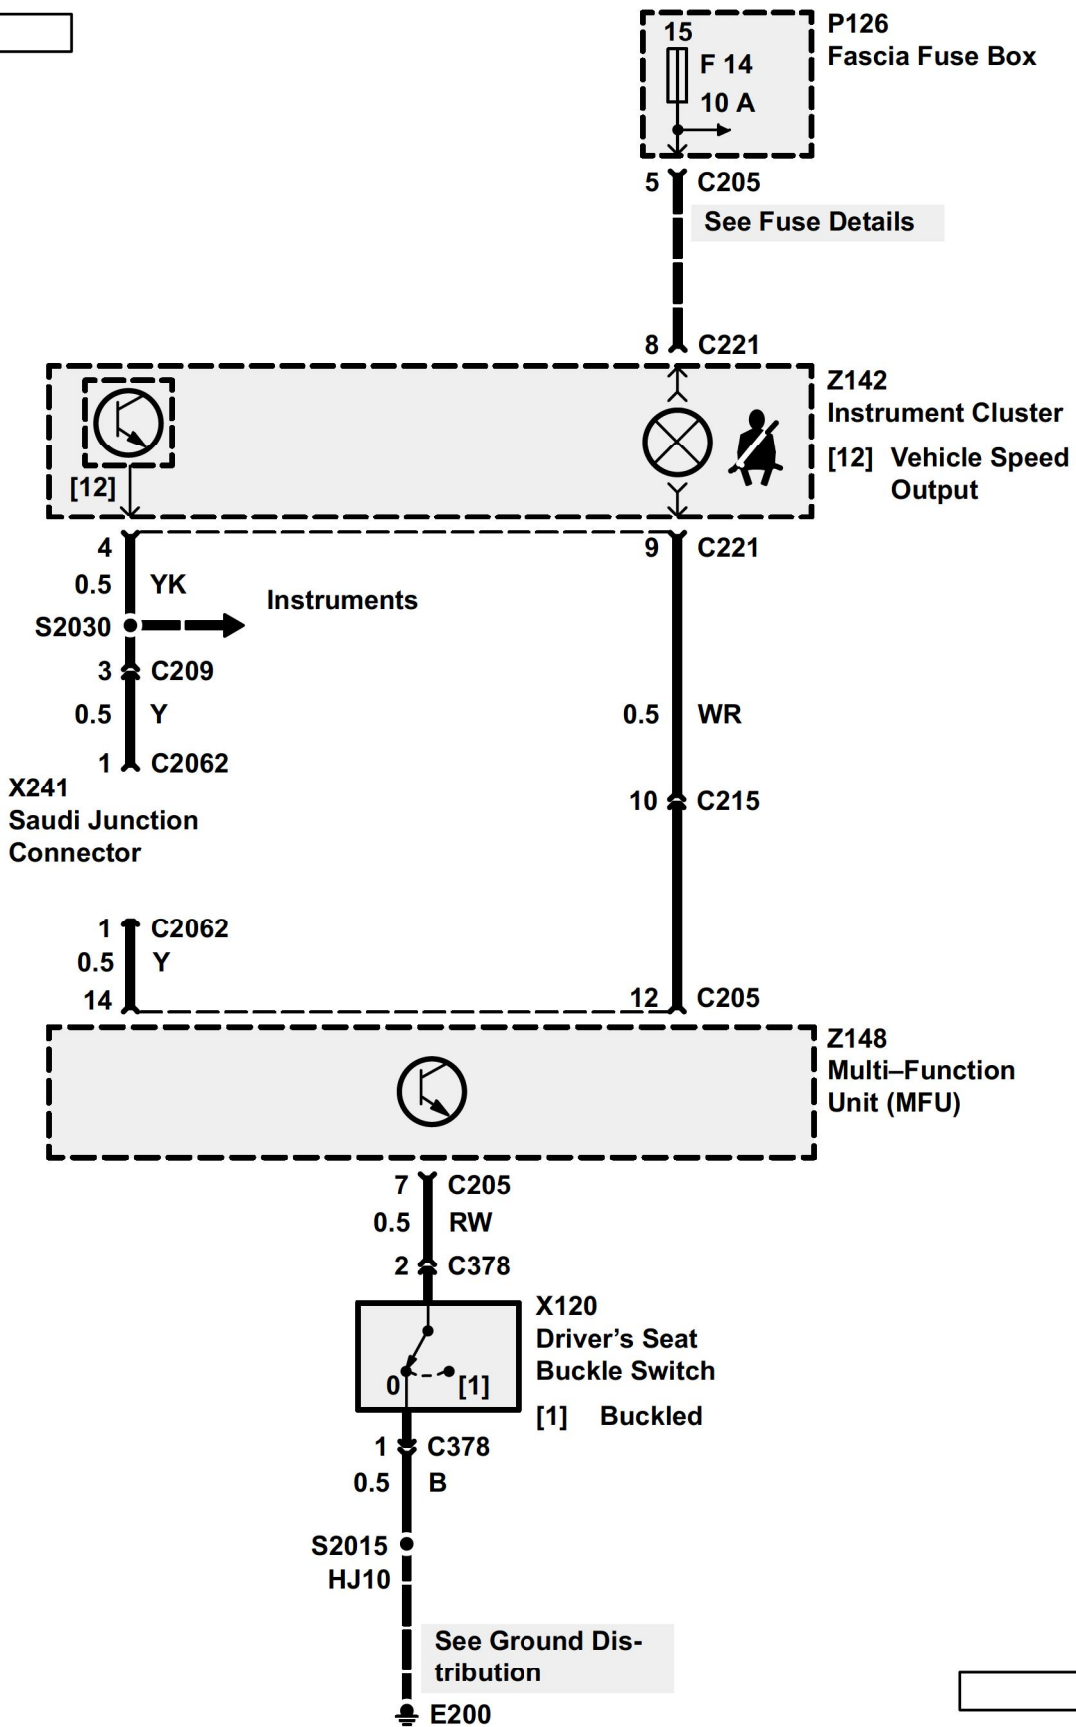 P126
Fascia Fuse Box
15
F 14
10 A
5 C205
See Fuse Details
8 C221
Z142
Instrument Cluster
[12] Vehicle Speed
Output
[12]
4
9 C221
0.5 YK
Instruments
S2030
3 C209
0.5 Y
0.5 WR
1 C2062
X241
Saudi Junction
Connector
10 C215
1 C2062
0.5 Y
14
12 C205
Z148
Multi–Function
Unit (MFU)
7 C205
0.5 RW
2 C378
X120
Driver’s Seat
Buckle Switch
0 [1]
[1] Buckled
1 C378
0.5 B
S2015
HJ10
See Ground Dis-
tribution
E200